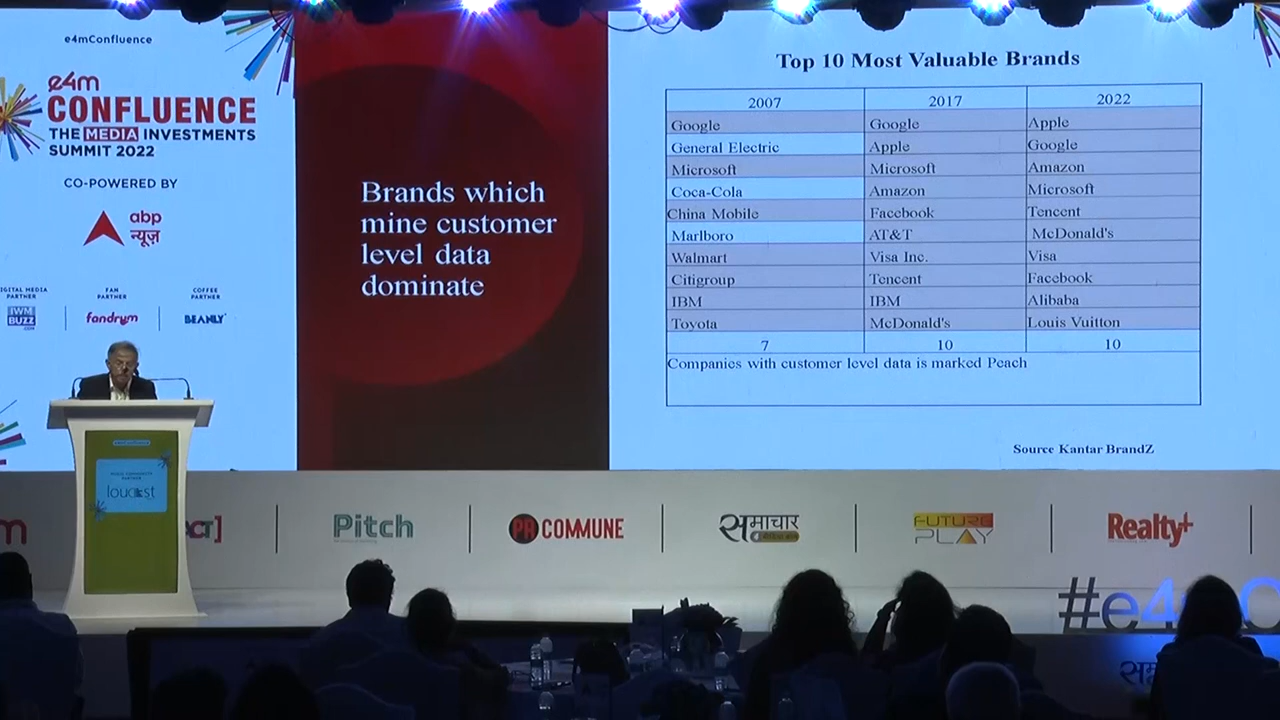 e4mConfluence
e4m
CONFLUENCE
THE MEDIA INVESTMENTS
SUMMIT 2022
CO-POWERED BY
abp
न्यूज़
DIGITAL MEDIA
PARTNER
IWM
BUZZ
.COM
FAN
PARTNER
fandrum
COFFEE
PARTNER
BEANLY
Brands which
mine customer
level data
dominate
Top 10 Most Valuable Brands
2007 2017 2022
Google Google Apple
General Electric Apple Google
Microsoft Microsoft Amazon
Coca-Cola Amazon Microsoft
China Mobile Facebook Tencent
Marlboro AT&T McDonald's
Walmart Visa Inc. Visa
Citigroup Tencent Facebook
IBM IBM Alibaba
Toyota McDonald's Louis Vuitton
7 10 10
Companies with customer level data is marked Peach
Source Kantar BrandZ
m
Pitch
PR COMMUNE
समाचार
FUTURE
PLAY
Realty+
#e4